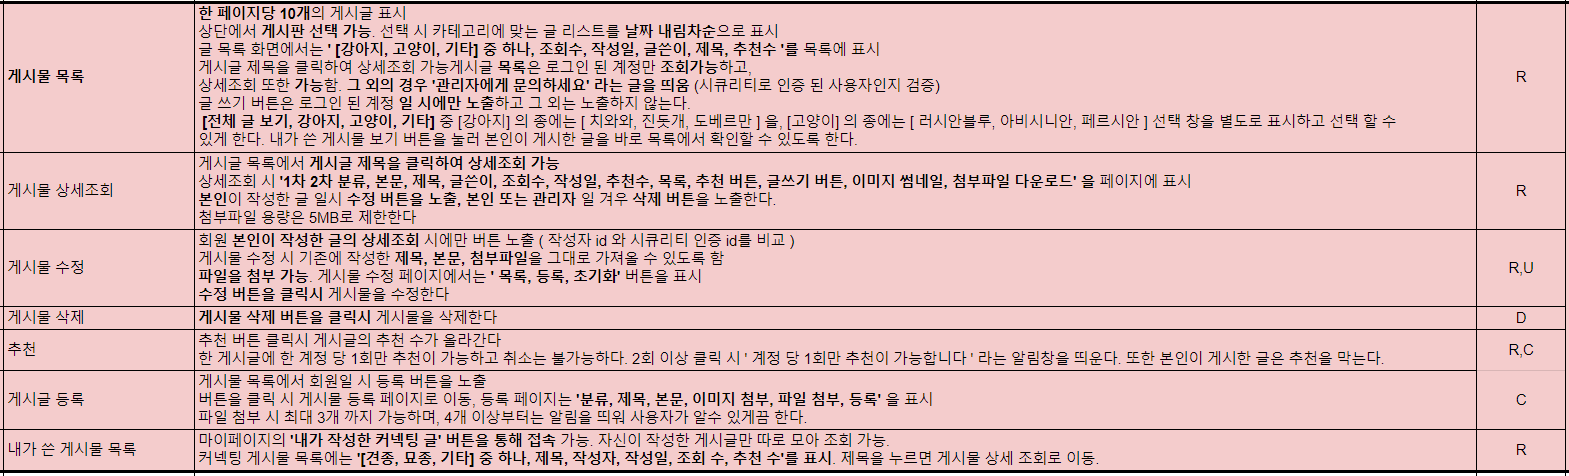 게시물 목록
한 페이지당 10개의 게시글 표시
상단에서 게시판 선택 가능. 선택 시 카테고리에 맞는 글 리스트를 날짜 내림차순으로 표시
글 목록 화면에서는 ' [강아지, 고양이, 기타] 중 하나, 조회수, 작성일, 글쓴이, 제목, 추천수 '를 목록에 표시
게시글 제목을 클릭하여 상세조회 가능게시글 목록은 로그인 된 계정만 조회가능하고,
상세조회 또한 가능함. 그 외의 경우 '관리자에게 문의하세요' 라는 글을 띄움 (시큐리티로 인증 된 사용자인지 검증)
글 쓰기 버튼은 로그인 된 계정 일 시에만 노출하고 그 외는 노출하지 않는다.
[전체 글 보기, 강아지, 고양이, 기타] 중 [강아지] 의 종에는 [ 치와와, 진돗개, 도베르만 ] 을, [고양이] 의 종에는 [ 러시안블루, 아비시니안, 페르시안 ] 선택 창을 별도로 표시하고 선택 할 수
있게 한다. 내가 쓴 게시물 보기 버튼을 눌러 본인이 게시한 글을 바로 목록에서 확인할 수 있도록 한다.
R
게시물 상세조회
게시글 목록에서 게시글 제목을 클릭하여 상세조회 가능
상세조회 시 '1차 2차 분류, 본문, 제목, 글쓴이, 조회수, 작성일, 추천수, 목록, 추천 버튼, 글쓰기 버튼, 이미지 썸네일, 첨부파일 다운로드' 을 페이지에 표시
본인이 작성한 글 일시 수정 버튼을 노출, 본인 또는 관리자 일 겨우 삭제 버튼을 노출한다.
첨부파일 용량은 5MB로 제한한다
R
게시물 수정
회원 본인이 작성한 글의 상세조회 시에만 버튼 노출 ( 작성자 id 와 시큐리티 인증 id를 비교 )
게시물 수정 시 기존에 작성한 제목, 본문, 첨부파일을 그대로 가져올 수 있도록 함
파일을 첨부 가능. 게시물 수정 페이지에서는 ' 목록, 등록, 초기화' 버튼을 표시
수정 버튼을 클릭시 게시물을 수정한다
R,U
게시물 삭제
게시물 삭제 버튼을 클릭시 게시물을 삭제한다
D
추천
추천 버튼 클릭시 게시글의 추천 수가 올라간다
한 게시글에 한 계정 당 1회만 추천이 가능하고 취소는 불가능하다. 2회 이상 클릭 시 ' 계정 당 1회만 추천이 가능합니다 ' 라는 알림창을 띄운다. 또한 본인이 게시한 글은 추천을 막는다.
R,C
게시글 등록
게시물 목록에서 회원일 시 등록 버튼을 노출
버튼을 클릭 시 게시물 등록 페이지로 이동, 등록 페이지는 '분류, 제목, 본문, 이미지 첨부, 파일 첨부, 등록' 을 표시
파일 첨부 시 최대 3개 까지 가능하며, 4개 이상부터는 알림을 띄워 사용자가 알수 있게끔 한다.
C
내가 쓴 게시물 목록
마이페이지의 '내가 작성한 커넥팅 글' 버튼을 통해 접속 가능. 자신이 작성한 게시글만 따로 모아 조회 가능.
커넥팅 게시물 목록에는 '[견종, 묘종, 기타] 중 하나, 제목, 작성자, 작성일, 조회 수, 추천 수'를 표시. 제목을 누르면 게시물 상세 조회로 이동.
R